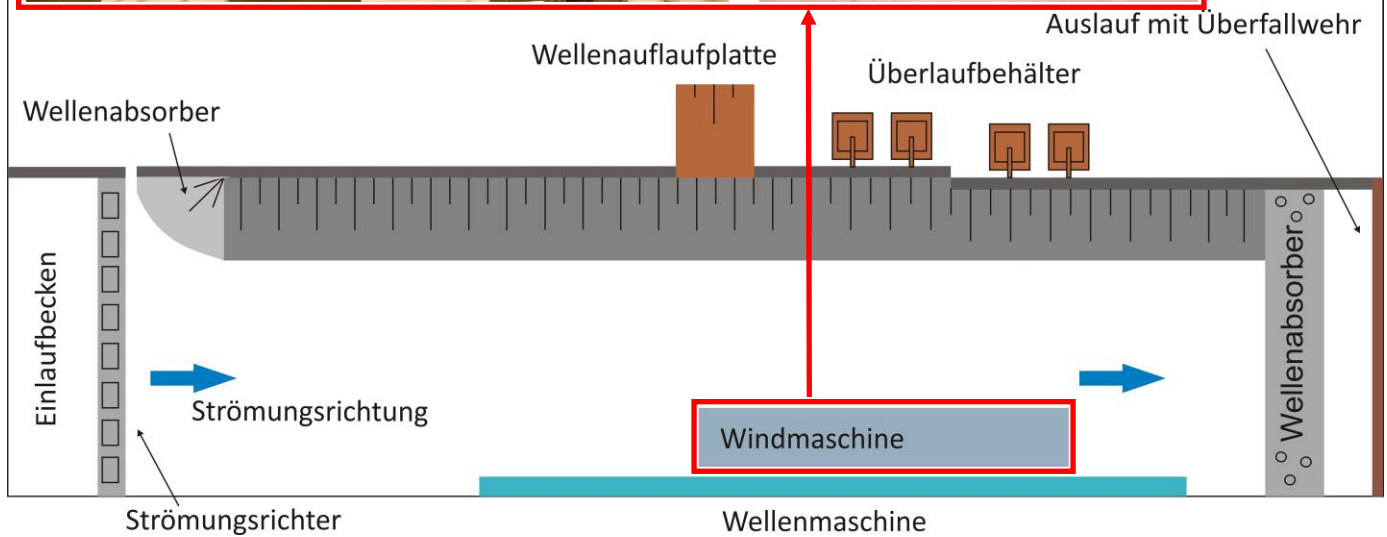 Auslauf mit Überfallwehr
Wellenauflaufplatte
Überlaufbehälter
Wellenabsorber
Einlaufbecken
Strömungsrichtung
Windmaschine
Wellenabsorber
Strömungsrichter
Wellenmaschine